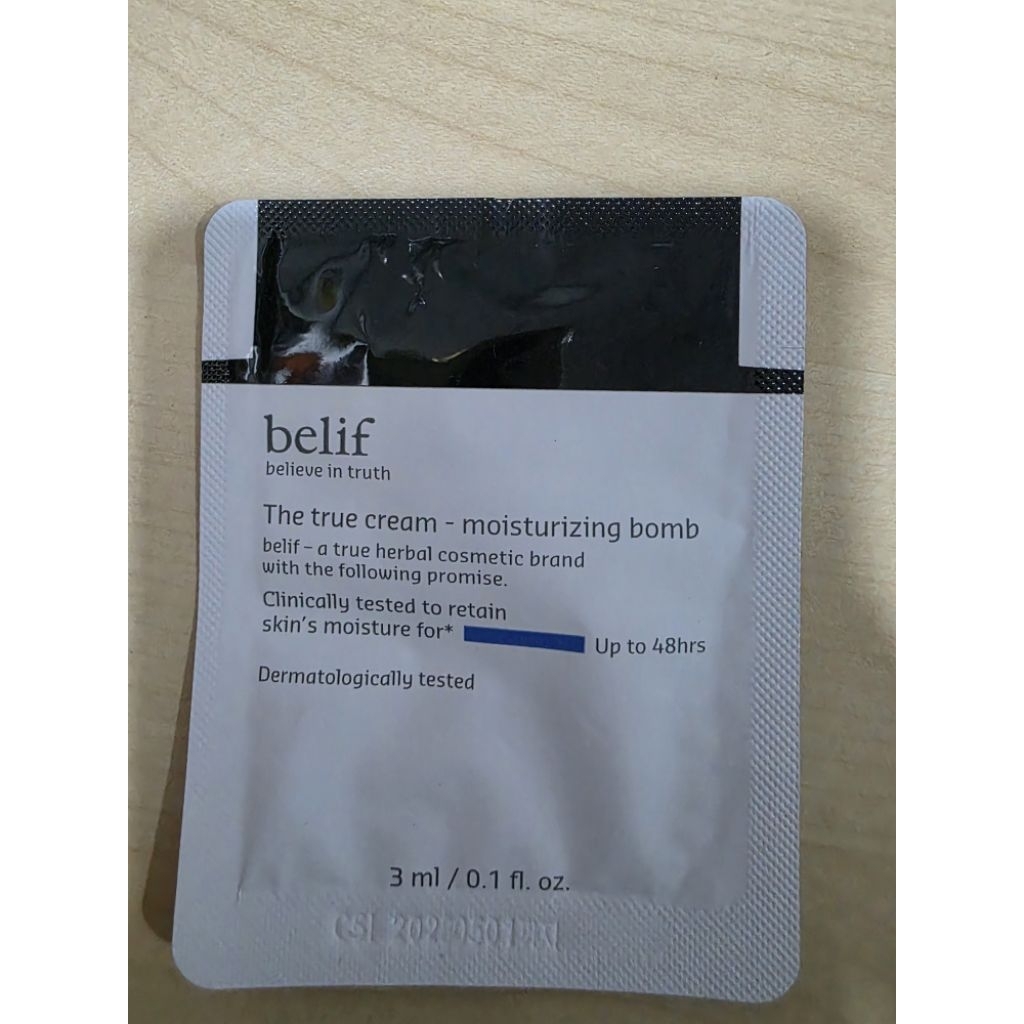 belif
believe in truth
The true cream - moisturizing bomb
belif – a true herbal cosmetic brand
with the following promise.
Clinically tested to retain
skin's moisture for* Up to 48hrs
Dermatologically tested
3 ml / 0.1 fl. oz.